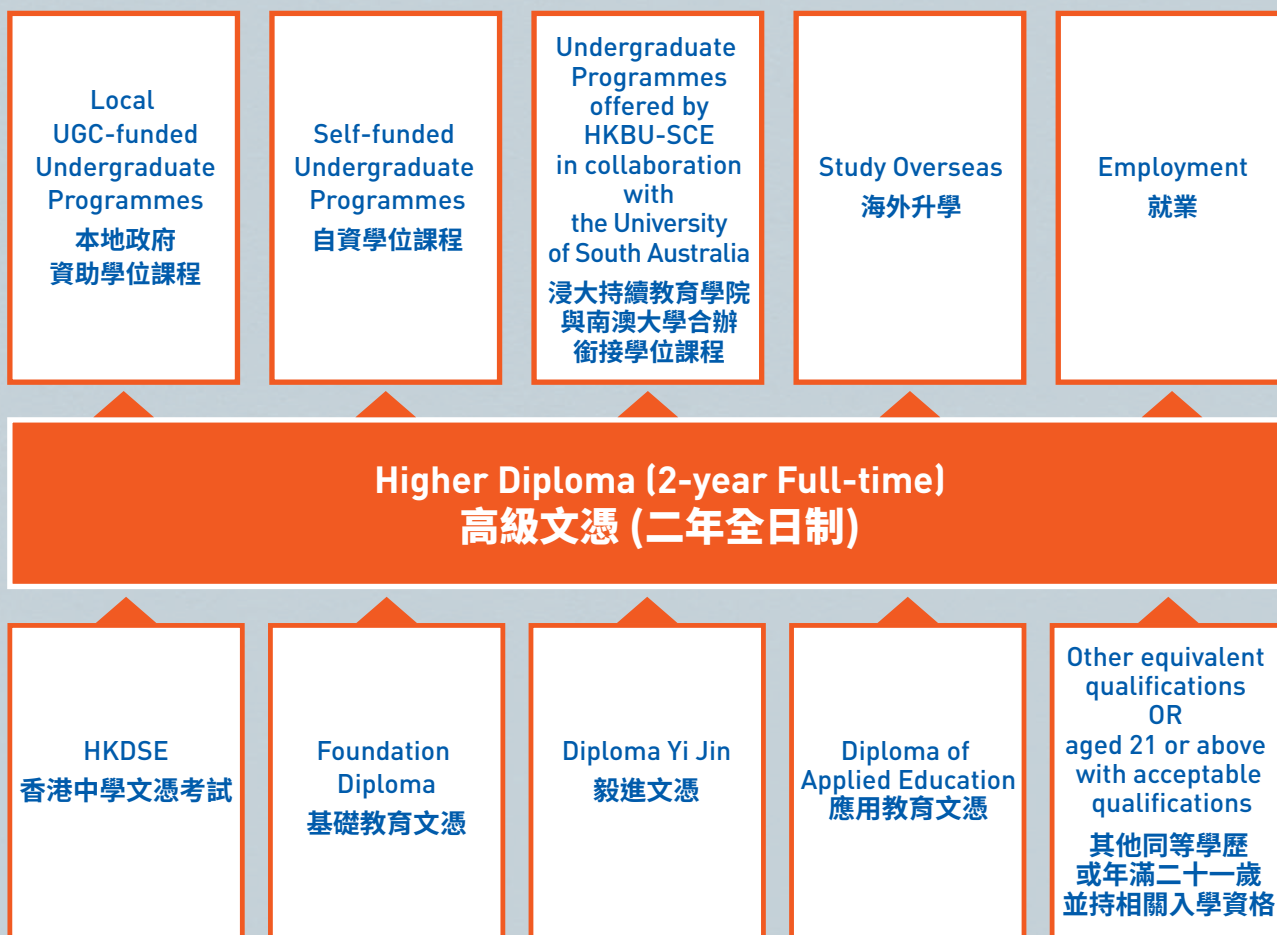 Local
UGC-funded
Undergraduate
Programmes
本地政府
資助學位課程
Self-funded
Undergraduate
Programmes
自資學位課程
Undergraduate
Programmes
offered by
HKBU-SCE
in collaboration
with
the University
of South Australia
浸大持續教育學院
與南澳大學合辦
銜接學位課程
Study Overseas
海外升學
Employment
就業
Higher Diploma (2-year Full-time)
高級文憑 (二年全日制)
HKDSE
香港中學文憑考試
Foundation
Diploma
基礎教育文憑
Diploma Yi Jin
毅進文憑
Diploma of
Applied Education
應用教育文憑
Other equivalent
qualifications
OR
aged 21 or above
with acceptable
qualifications
其他同等學歷
或年滿二十一歲
並持相關入學資格